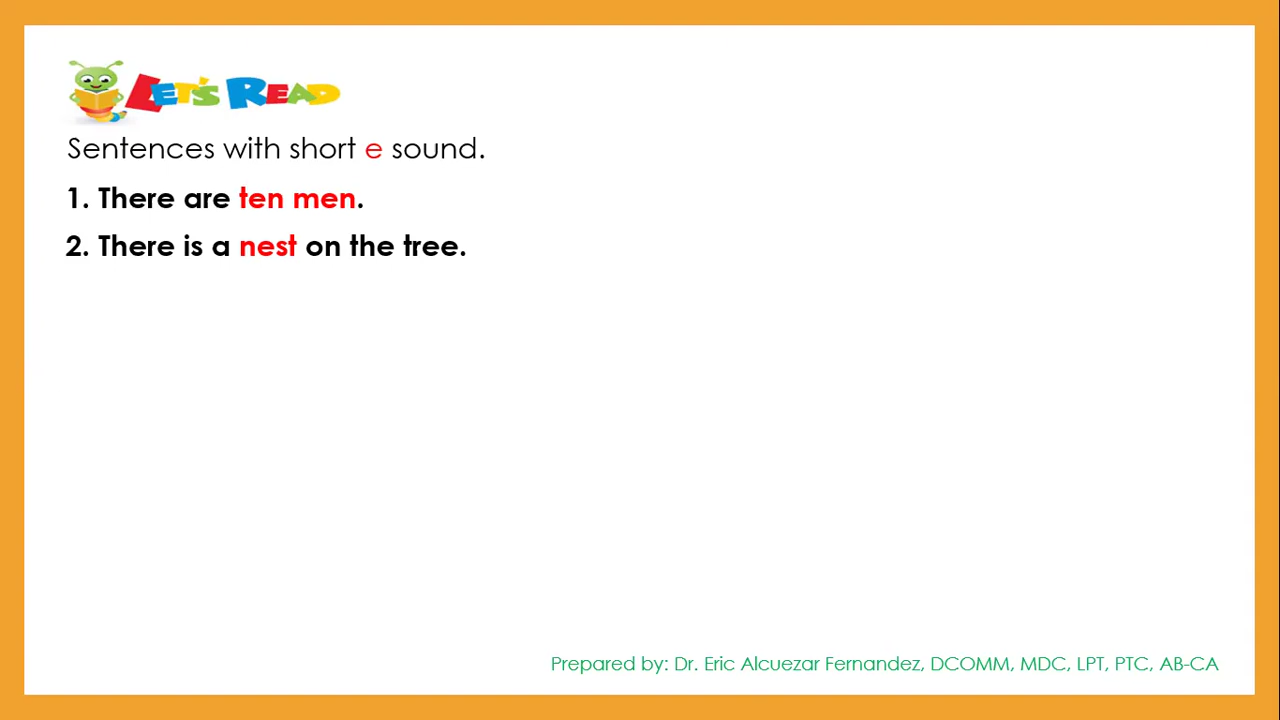 LET'S READ
Sentences with short e sound.
1. There are ten men.
2. There is a nest on the tree.
Prepared by: Dr. Eric Alcuezar Fernandez, DCOMM, MDC, LPT, PTC, AB-CA